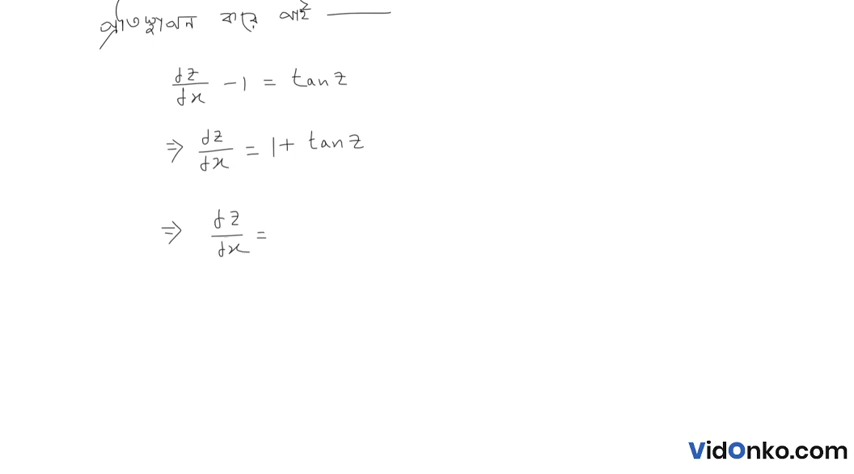 প্রতিস্থাপন করে পাই ———
dz/dx - 1 = tan z
⇒ dz/dx = 1 + tan z
⇒ dz/dx =
VidOnko.com